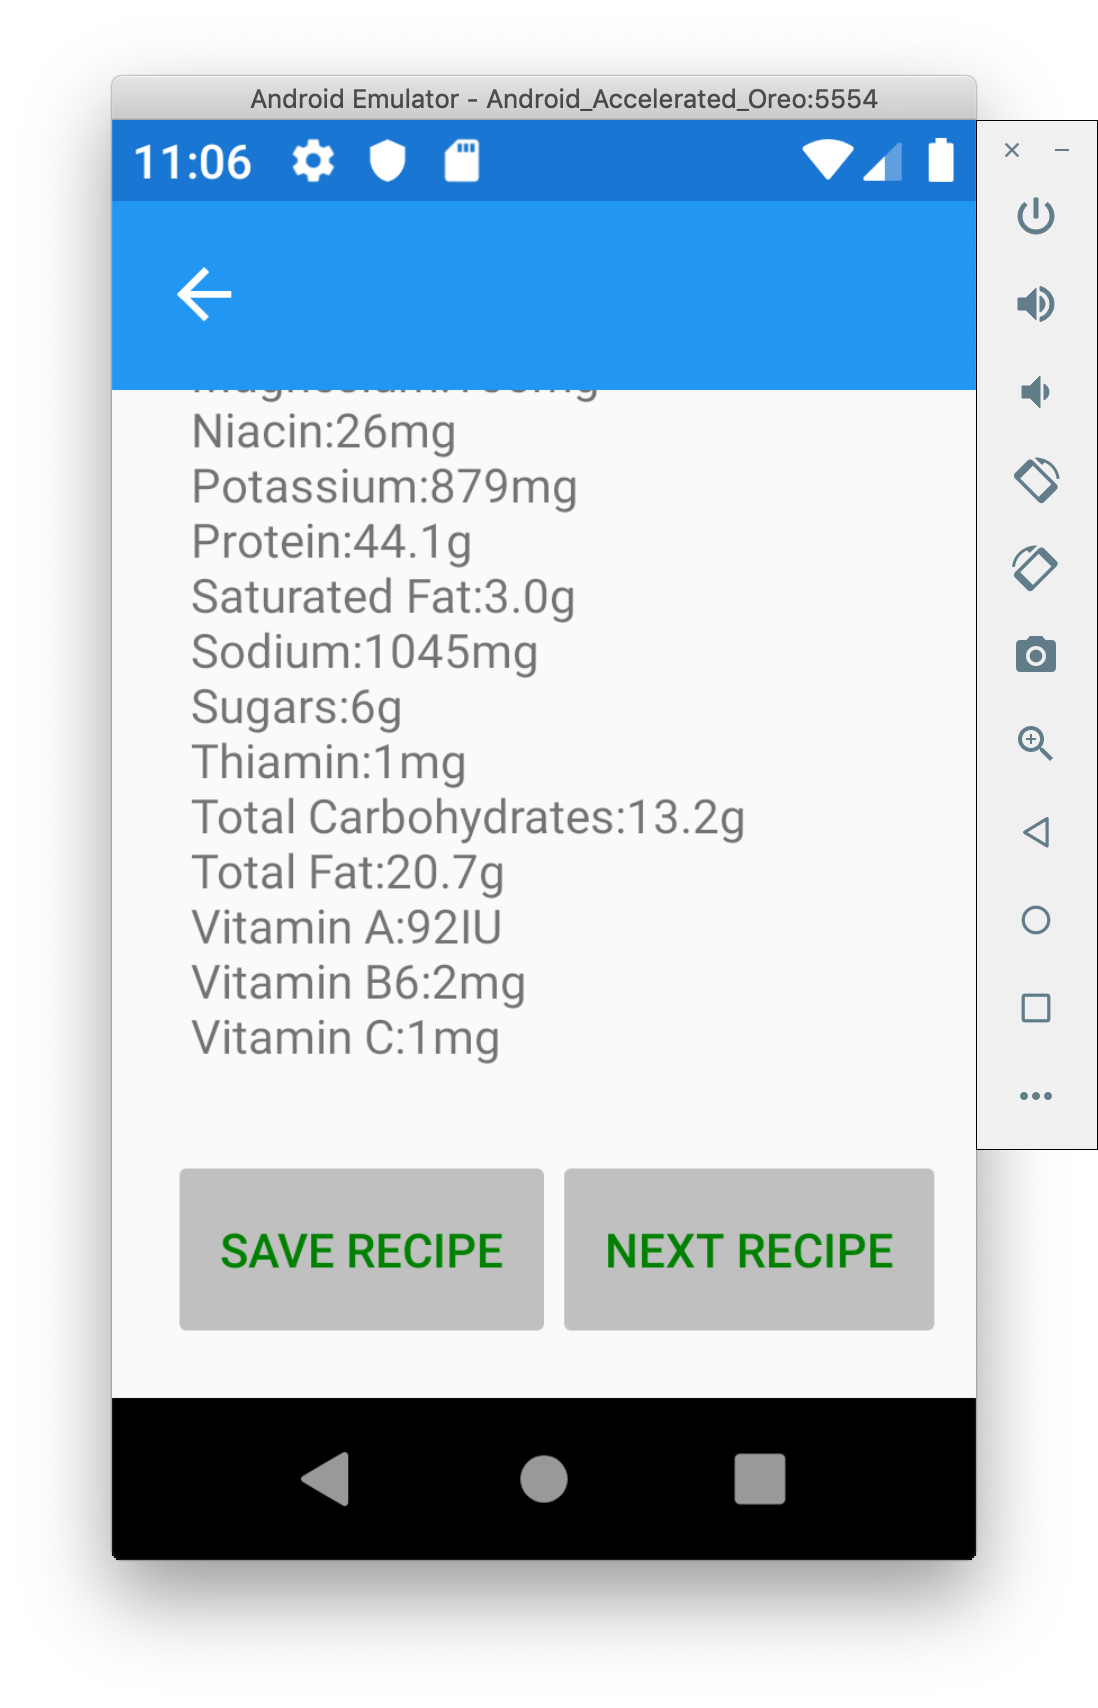 Android Emulator - Android_Accelerated_Oreo:5554
11:06
Niacin:26mg
Potassium:879mg
Protein:44.1g
Saturated Fat:3.0g
Sodium:1045mg
Sugars:6g
Thiamin:1mg
Total Carbohydrates:13.2g
Total Fat:20.7g
Vitamin A:92IU
Vitamin B6:2mg
Vitamin C:1mg
SAVE RECIPE
NEXT RECIPE